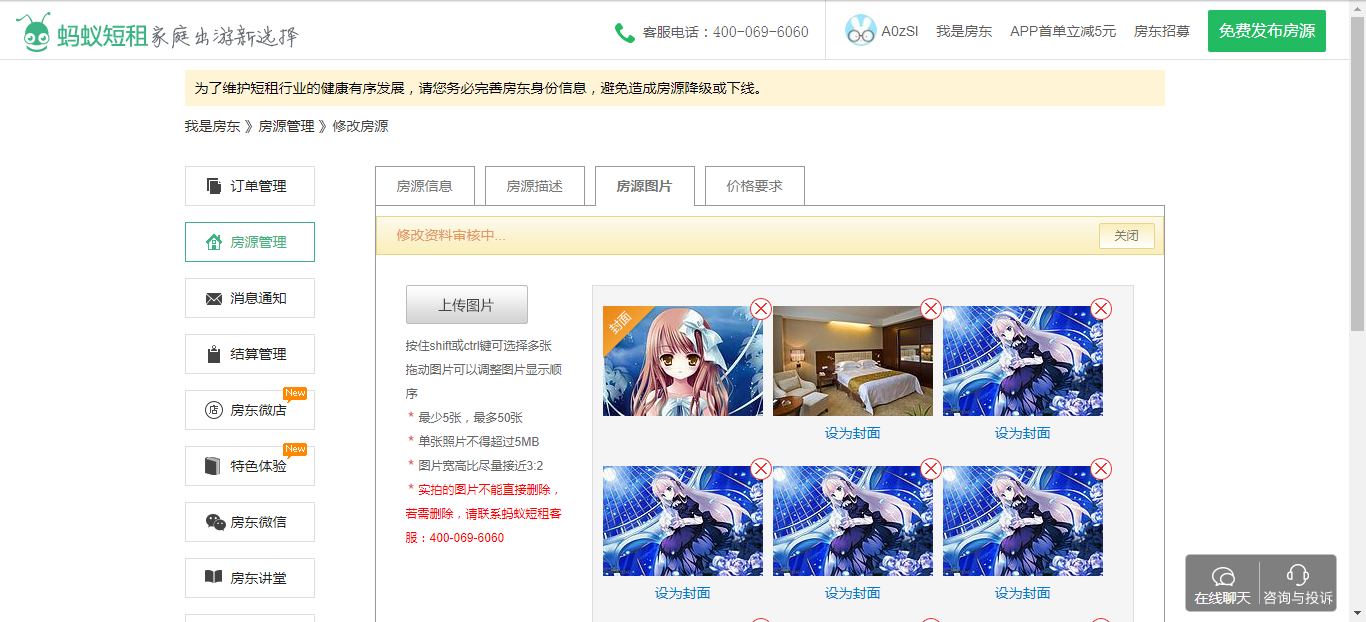 蚂蚁短租 家庭出游新选择
客服电话：400-069-6060
A0zSI 我是房东 APP首单立减5元 房东招募 免费发布房源
为了维护短租行业的健康有序发展，请您务必完善房东身份信息，避免造成房源降级或下线。
我是房东 》 房源管理 》 修改房源
订单管理
房源管理
消息通知
结算管理
房东微店 New
特色体验 New
房东微信
房东讲堂
房源信息 房源描述 房源图片 价格要求
修改资料审核中... 关闭
上传图片
按住shift或ctrl键可选择多张
拖动图片可以调整图片显示顺
序
* 最少5张，最多50张
* 单张照片不得超过5MB
* 图片宽高比尽量接近3:2
* 实拍的图片不能直接删除，
若需删除，请联系蚂蚁短租客
服：400-069-6060
封面
设为封面 设为封面
设为封面 设为封面 设为封面
店
在线聊天 咨询与投诉